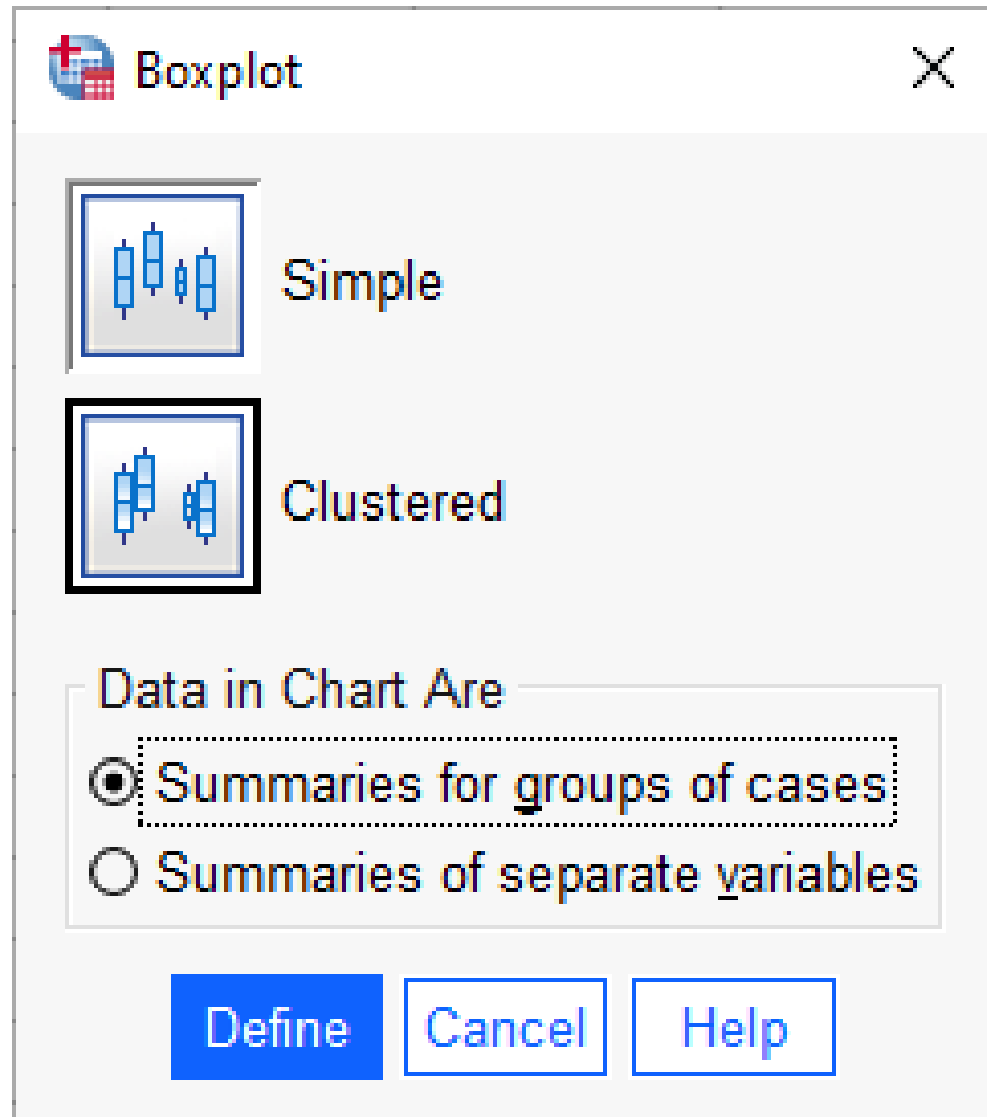 Boxplot
Simple
Clustered
Data in Chart Are
Summaries for groups of cases
Summaries of separate variables
Define Cancel Help